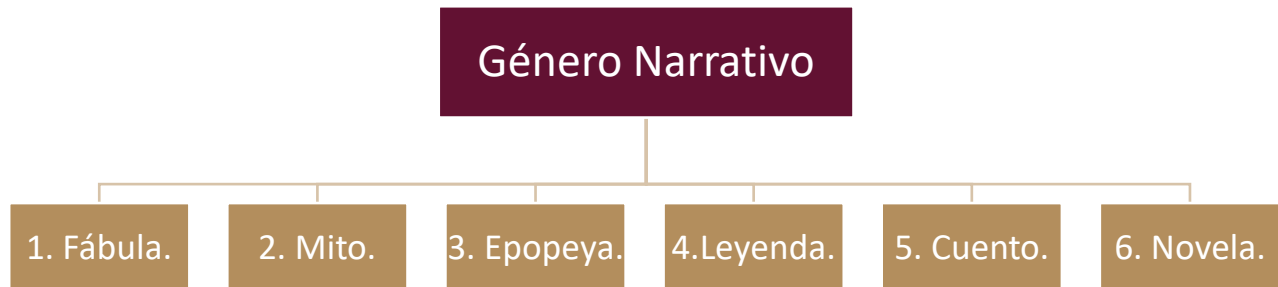 Género Narrativo
1. Fábula.
2. Mito.
3. Epopeya.
4.Leyenda.
5. Cuento.
6. Novela.